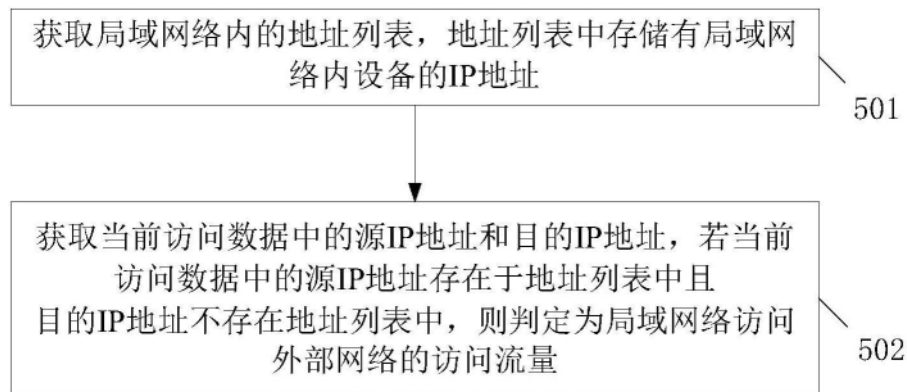 获取局域网络内的地址列表，地址列表中存储有局域网
络内设备的IP地址
501
获取当前访问数据中的源IP地址和目的IP地址，若当前
访问数据中的源IP地址存在于地址列表中且
目的IP地址不存在地址列表中，则判定为局域网络访问
外部网络的访问流量
502